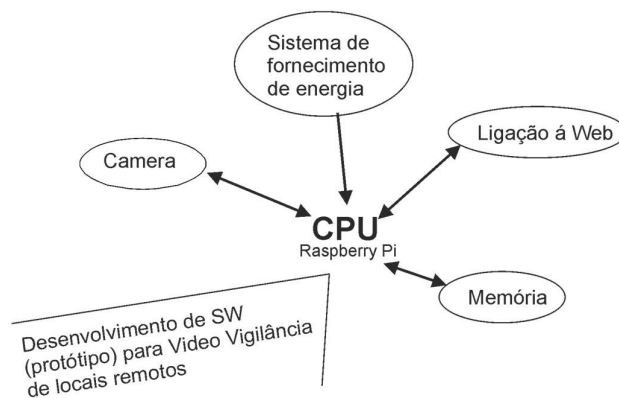 Sistema de
fornecimento
de energia
Camera
Ligação á Web
CPU
Raspberry Pi
Memória
Desenvolvimento de SW
(protótipo) para Video Vigilância
de locais remotos